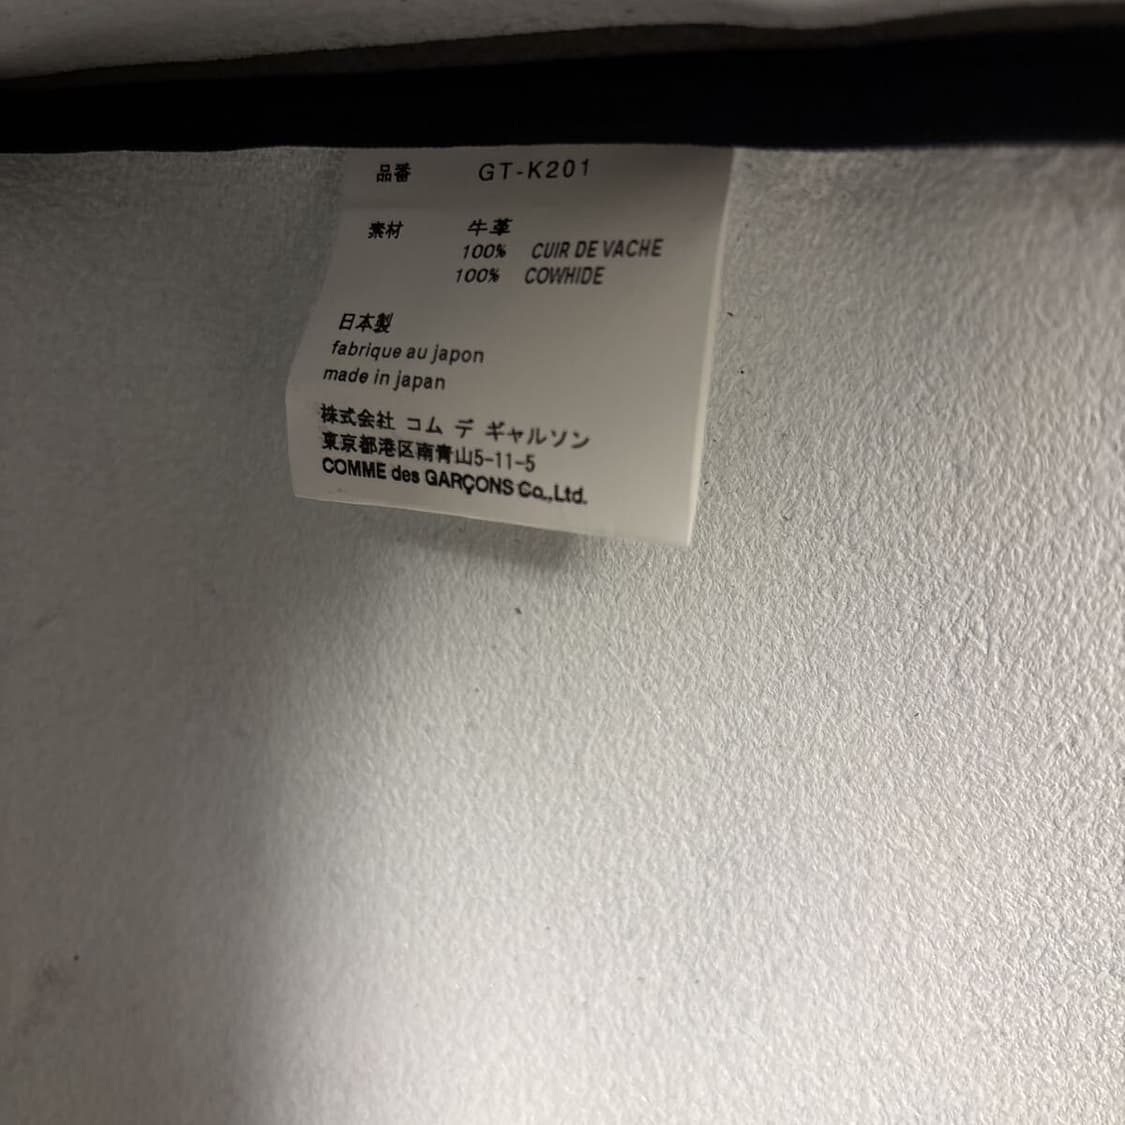 品番 GT-K201
素材 牛革
100% CUIR DE VACHE
100% COWHIDE
日本製
fabrique au japon
made in japan
株式会社 コム デ ギャルソン
東京都港区南青山5-11-5
COMME des GARÇONS Co.,Ltd.